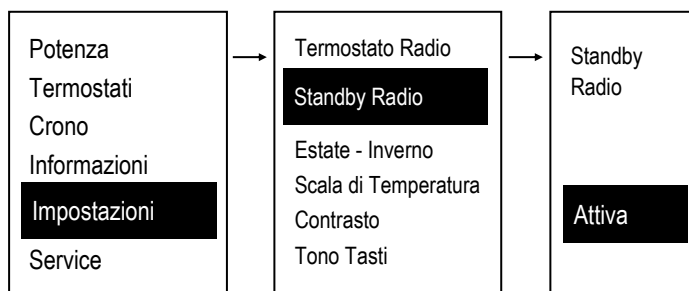 Potenza
Termostati
Crono
Informazioni
Impostazioni
Service
Termostato Radio
Standby Radio
Estate - Inverno
Scala di Temperatura
Contrasto
Tono Tasti
Standby
Radio
Attiva